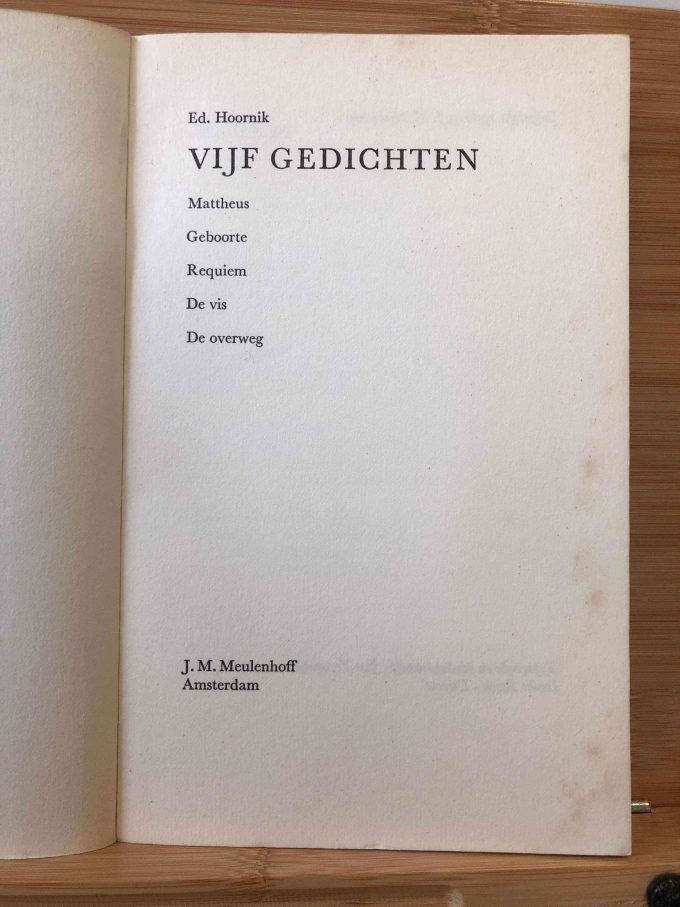 Ed. Hoornik
VIJF GEDICHTEN
Mattheus
Geboorte
Requiem
De vis
De overweg
J. M. Meulenhoff
Amsterdam